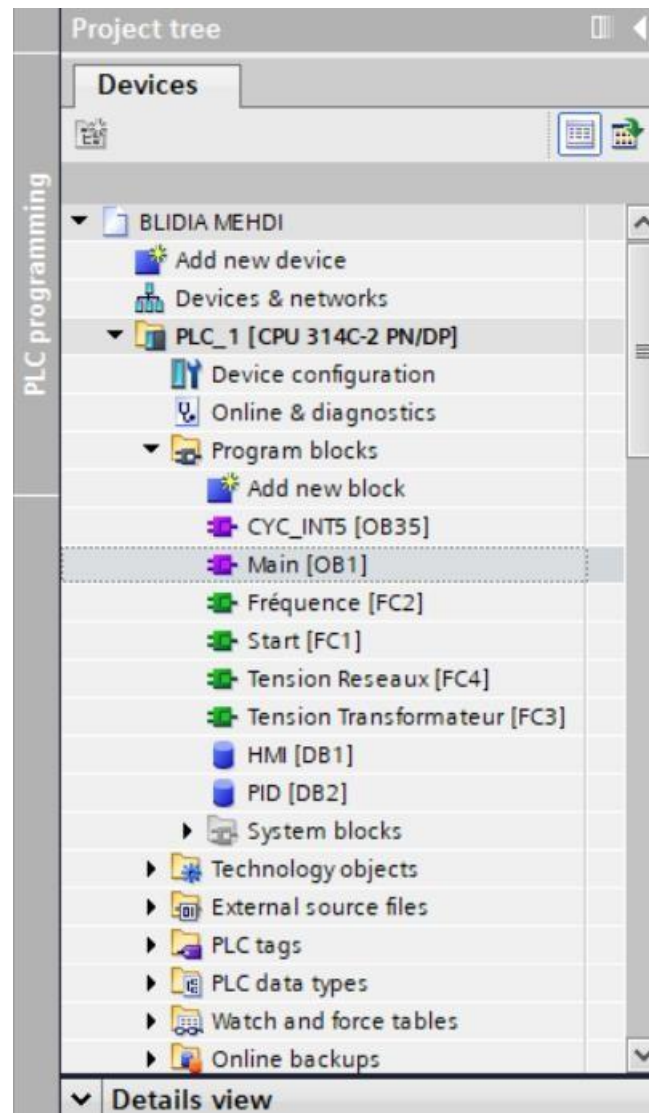 Project tree
Devices
PLC programming
BLIDIA MEHDI
Add new device
Devices & networks
PLC_1 [CPU 314C-2 PN/DP]
Device configuration
Online & diagnostics
Program blocks
Add new block
CYC_INT5 [OB35]
Main [OB1]
Fréquence [FC2]
Start [FC1]
Tension Reseaux [FC4]
Tension Transformateur [FC3]
HMI [DB1]
PID [DB2]
System blocks
Technology objects
External source files
PLC tags
PLC data types
Watch and force tables
Online backups
Details view